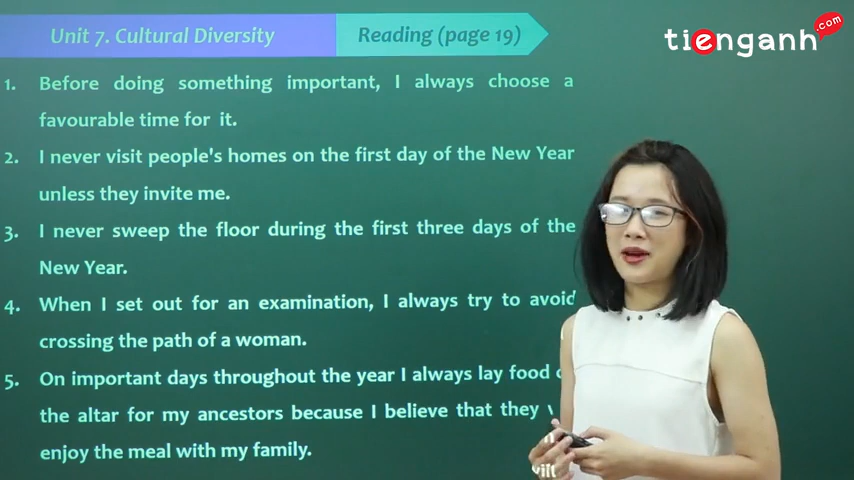 Unit 7. Cultural Diversity
Reading (page 19)
tienganh.com
1. Before doing something important, I always choose a
favourable time for it.
2. I never visit people's homes on the first day of the New Year
unless they invite me.
3. I never sweep the floor during the first three days of the
New Year.
4. When I set out for an examination, I always try to avoid
crossing the path of a woman.
5. On important days throughout the year I always lay food
the altar for my ancestors because I believe that they
enjoy the meal with my family.